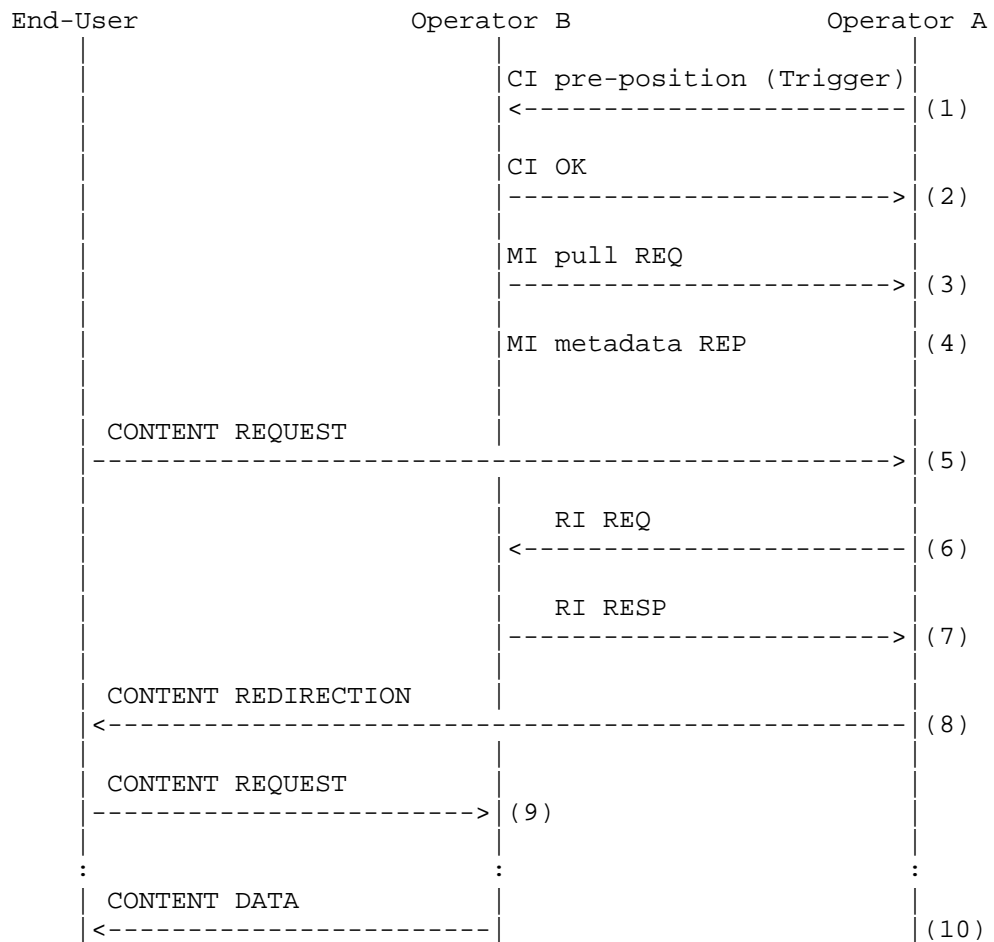 End-User Operator B Operator A
CI pre-position (Trigger)
(1)
CI OK
(2)
MI pull REQ
(3)
MI metadata REP (4)
CONTENT REQUEST
(5)
RI REQ
(6)
RI RESP
(7)
CONTENT REDIRECTION
(8)
CONTENT REQUEST
(9)
: : :
CONTENT DATA
(10)